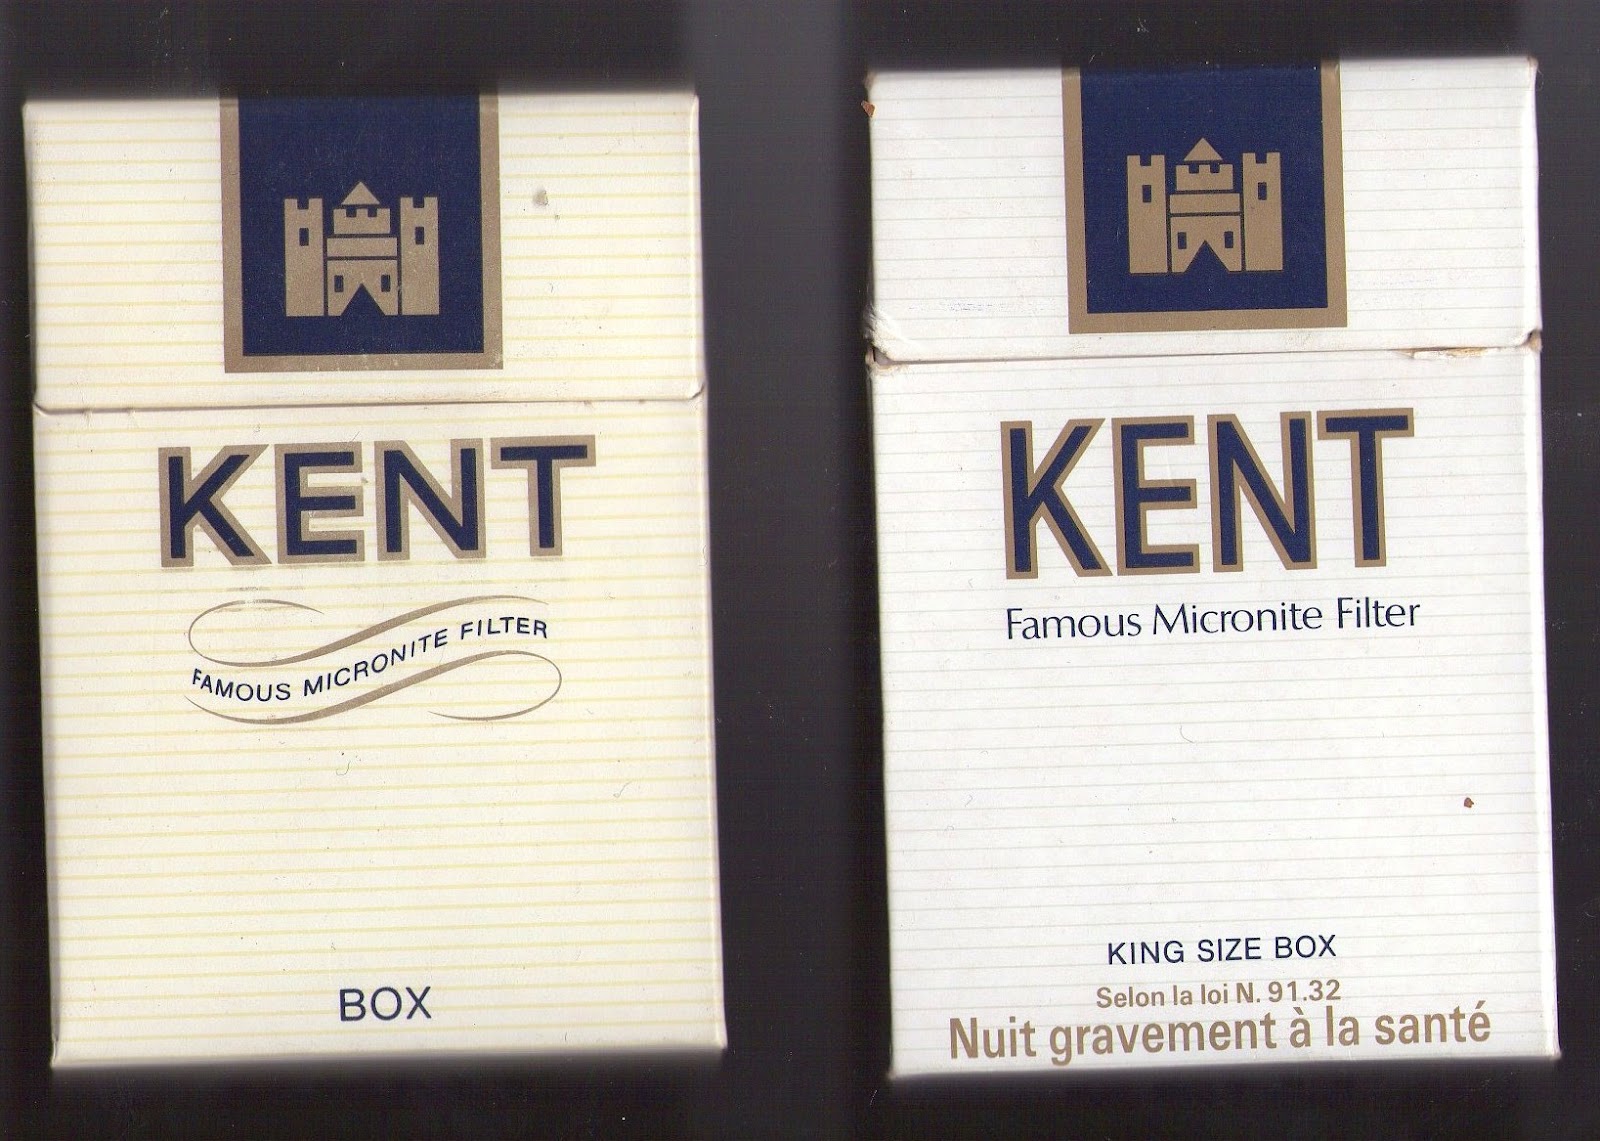 KENT
FAMOUS MICRONITE FILTER
BOX
KENT
Famous Micronite Filter
KING SIZE BOX
Selon la loi N. 91.32
Nuit gravement à la santé